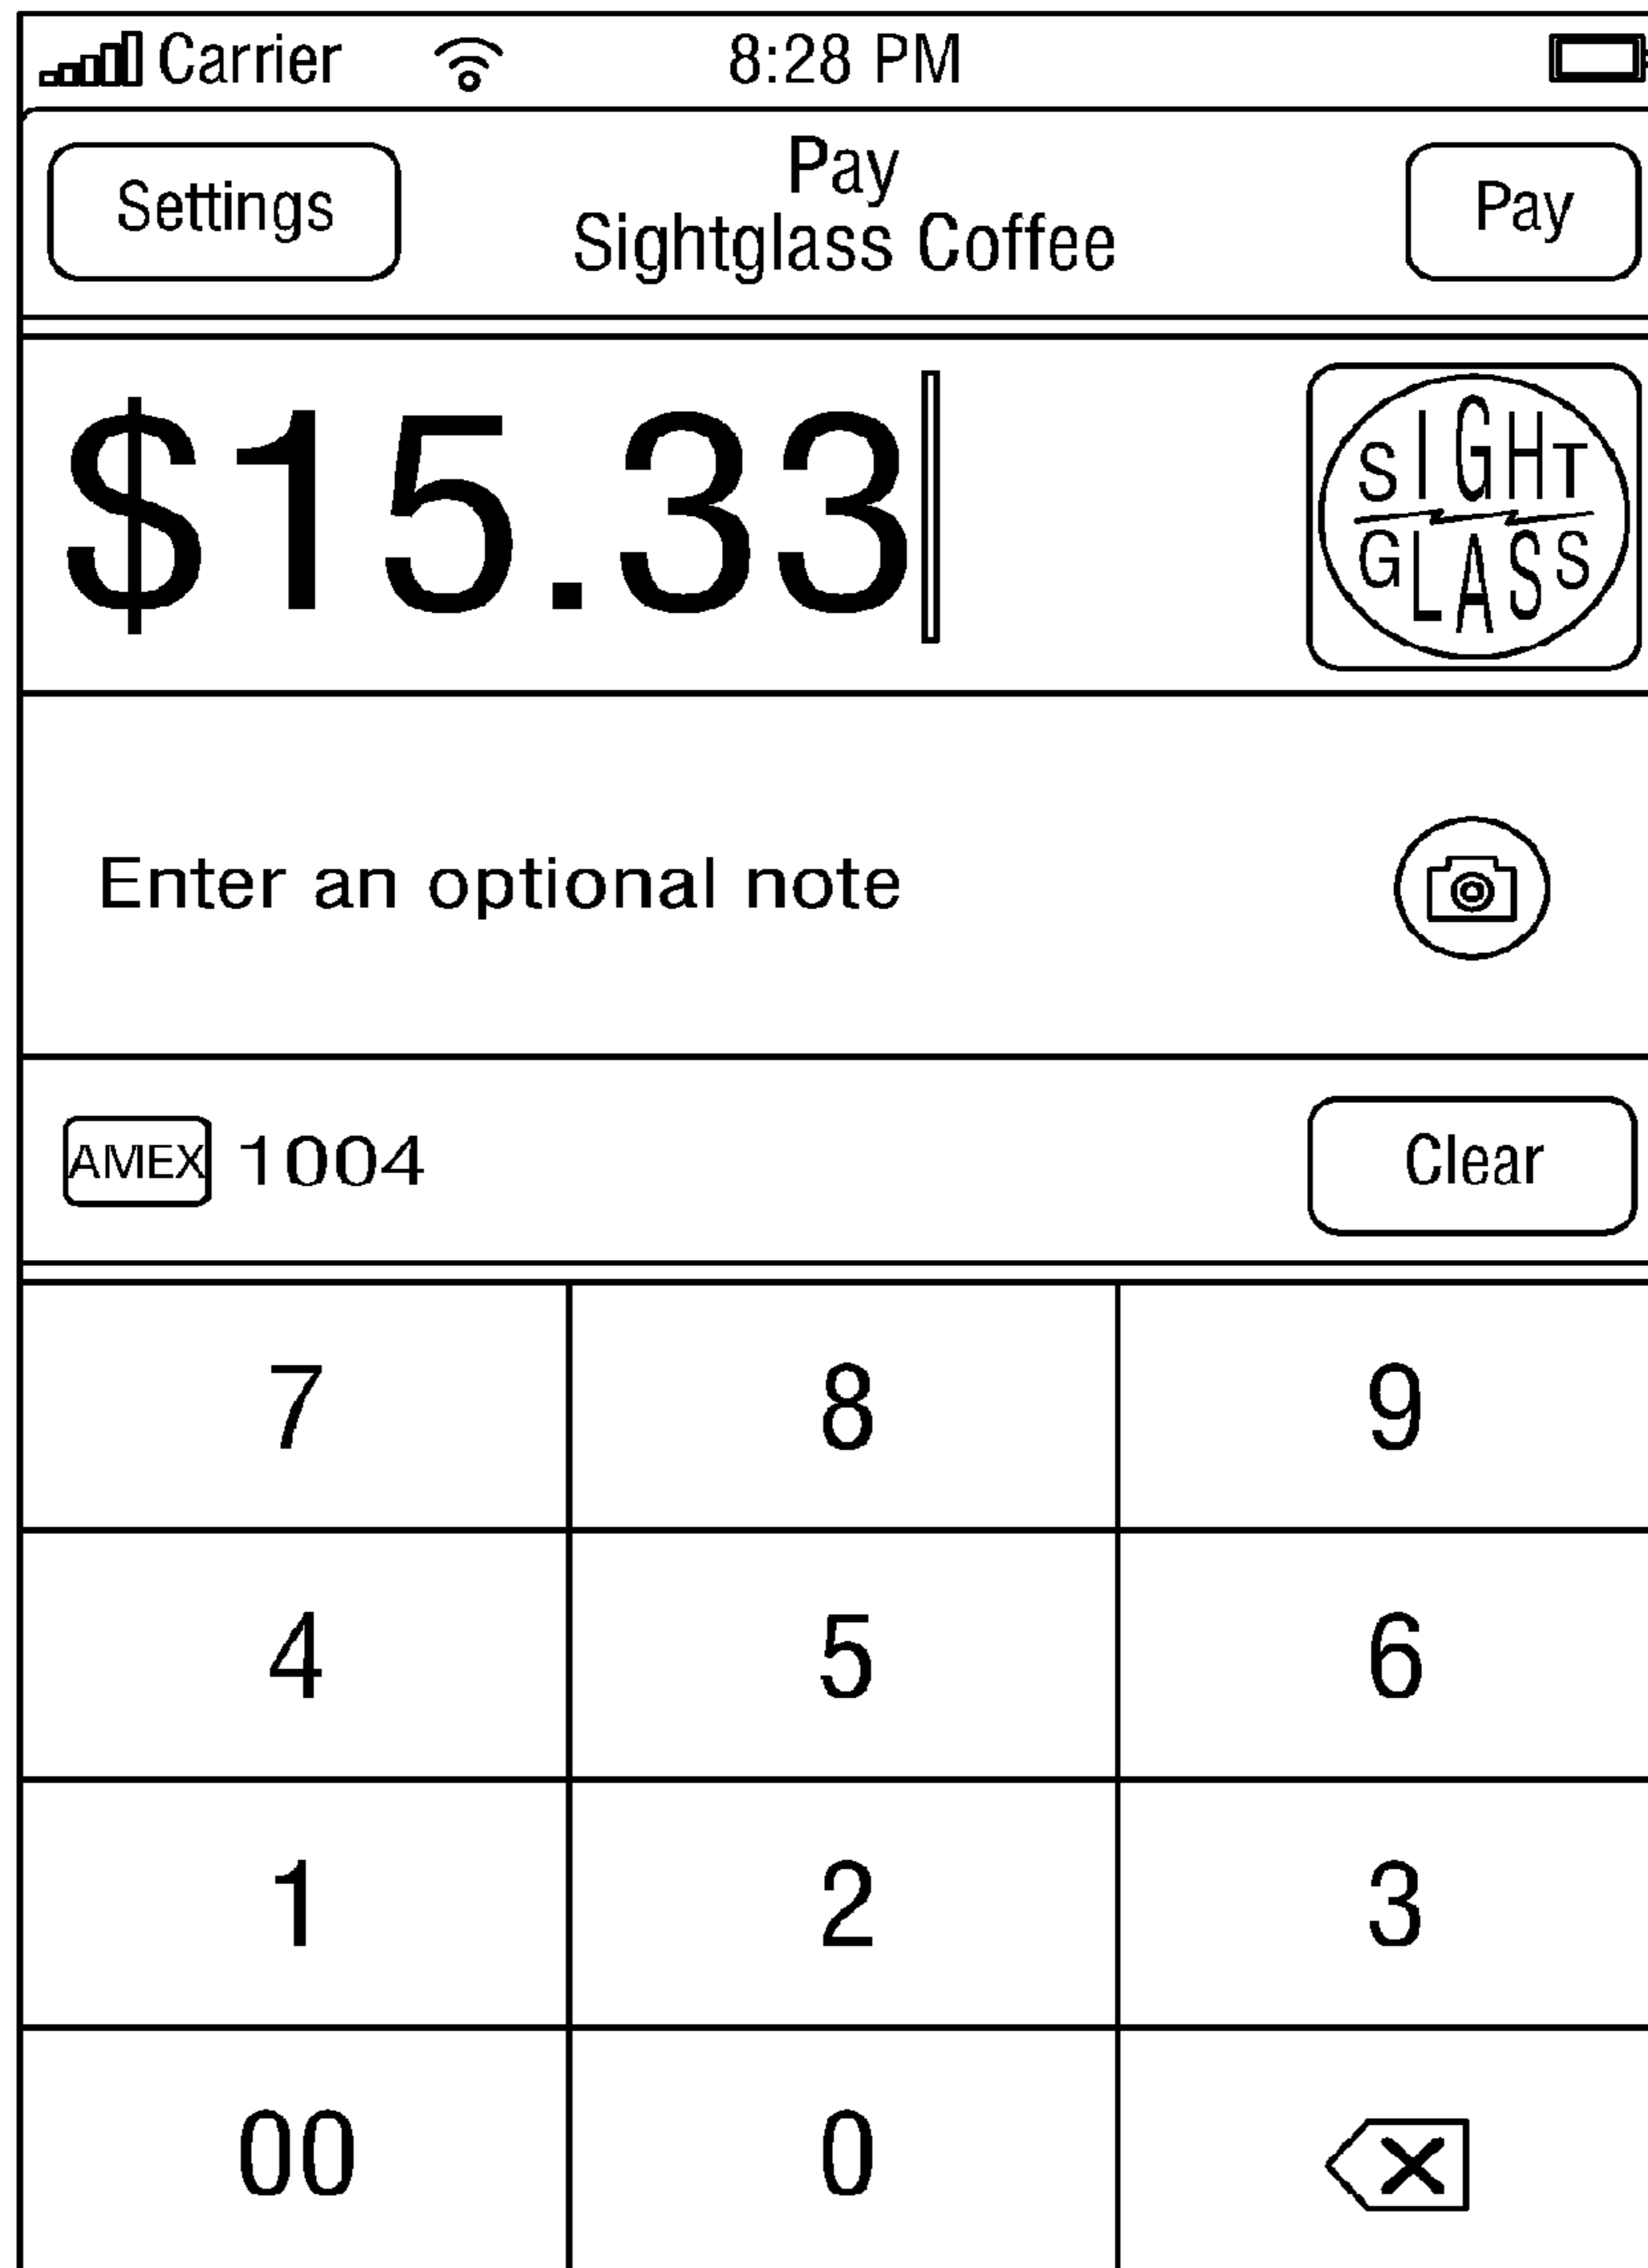 Carrier 8:28 PM
Settings
Pay
Sightglass Coffee
Pay
$15.33
SIGHT
GLASS
Enter an optional note
AMEX 1004
Clear
7 8 9
4 5 6
1 2 3
00 0